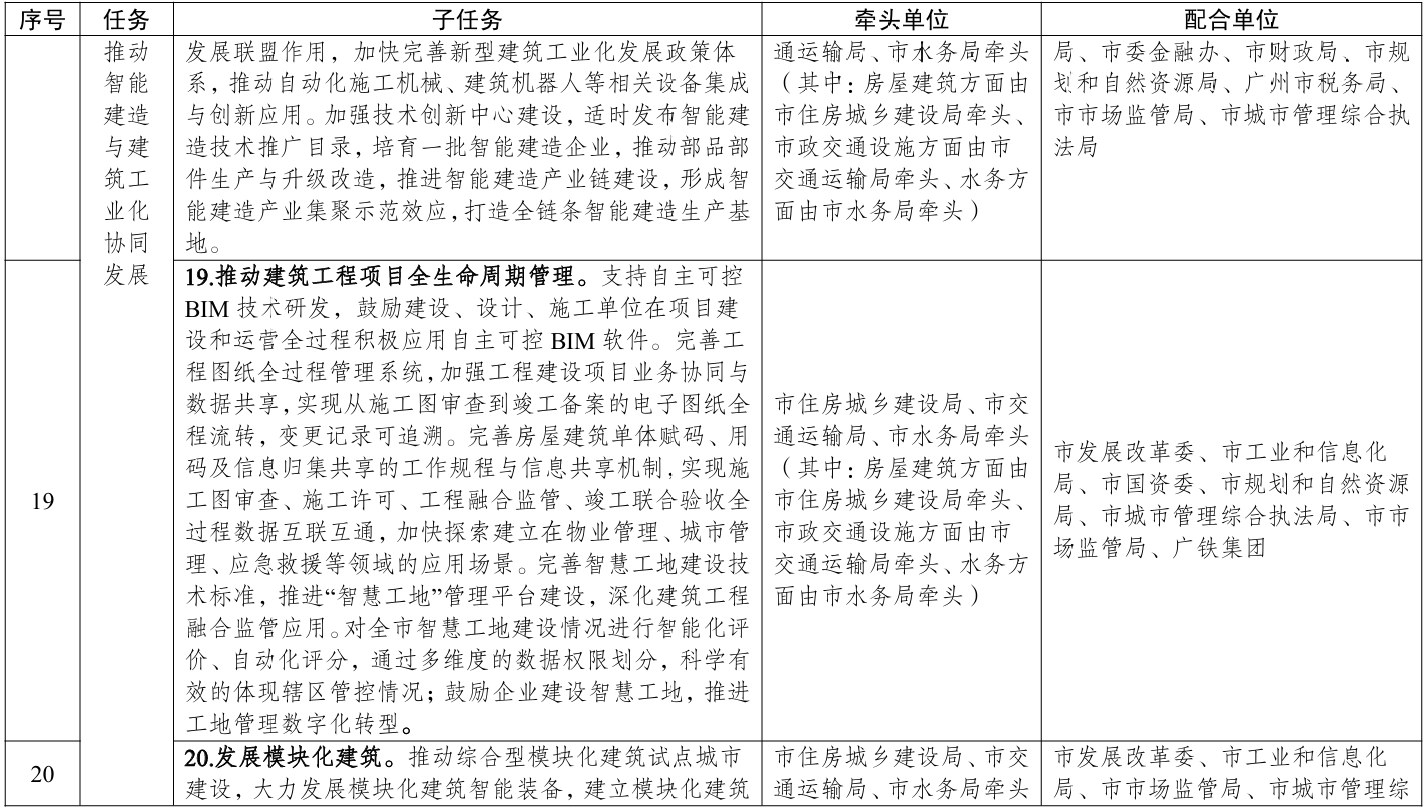 序号 任务 子任务 牵头单位 配合单位
推动
智能
建造
与建
筑工
业化
协同
发展
发展联盟作用，加快完善新型建筑工业化发展政策体
系，推动自动化施工机械、建筑机器人等相关设备集成
与创新应用。加强技术创新中心建设，适时发布智能建
造技术推广目录，培育一批智能建造企业，推动部品部
件生产与升级改造，推进智能建造产业链建设，形成智
能建造产业集聚示范效应，打造全链条智能建造生产基
地。
通运输局、市水务局牵头
（其中：房屋建筑方面由
市住房城乡建设局牵头、
市政交通设施方面由市
交通运输局牵头、水务方
面由市水务局牵头）
局、市委金融办、市财政局、市规
划和自然资源局、广州市税务局、
市市场监管局、市城市管理综合执
法局
19
19.推动建筑工程项目全生命周期管理。支持自主可控
BIM 技术研发，鼓励建设、设计、施工单位在项目建
设和运营全过程积极应用自主可控 BIM 软件。完善工
程图纸全过程管理系统，加强工程建设项目业务协同与
数据共享，实现从施工图审查到竣工备案的电子图纸全
程流转，变更记录可追溯。完善房屋建筑单体赋码、用
码及信息归集共享的工作规程与信息共享机制，实现施
工图审查、施工许可、工程融合监管、竣工联合验收全
过程数据互联互通，加快探索建立在物业管理、城市管
理、应急救援等领域的应用场景。完善智慧工地建设技
术标准，推进“智慧工地”管理平台建设，深化建筑工程
融合监管应用。对全市智慧工地建设情况进行智能化评
价、自动化评分，通过多维度的数据权限划分，科学有
效的体现辖区管控情况；鼓励企业建设智慧工地，推进
工地管理数字化转型。
市住房城乡建设局、市交
通运输局、市水务局牵头
（其中：房屋建筑方面由
市住房城乡建设局牵头、
市政交通设施方面由市
交通运输局牵头、水务方
面由市水务局牵头）
市发展改革委、市工业和信息化
局、市国资委、市规划和自然资源
局、市城市管理综合执法局、市市
场监管局、广铁集团
20
20.发展模块化建筑。推动综合型模块化建筑试点城市
建设，大力发展模块化建筑智能装备，建立模块化建筑
市住房城乡建设局、市交
通运输局、市水务局牵头
市发展改革委、市工业和信息化
局、市市场监管局、市城市管理综